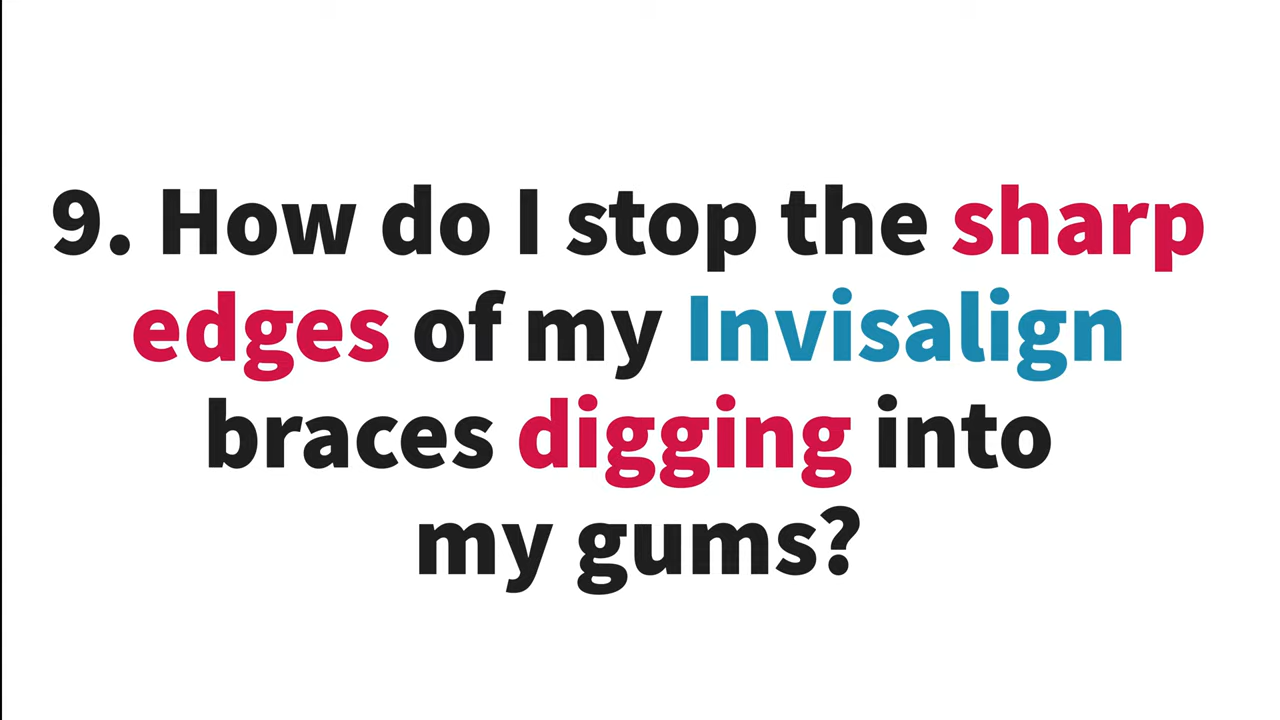 9. How do I stop the sharp
edges of my Invisalign
braces digging into
my gums?